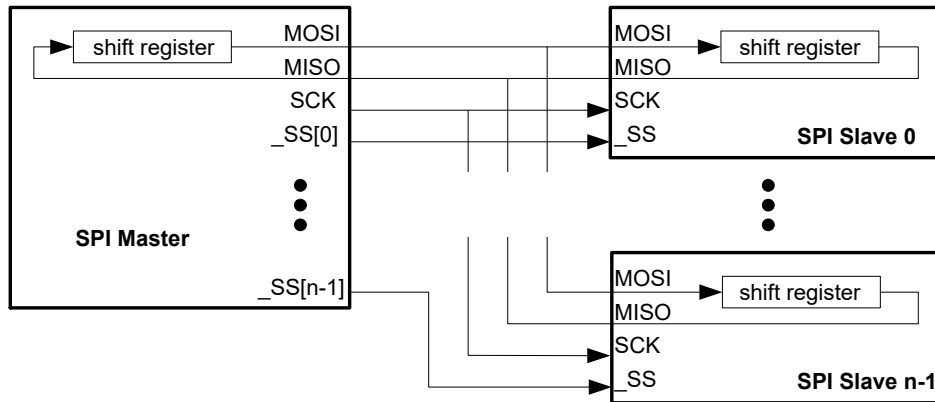 MOSI
shift register
MISO
SCK
_SS[0]
SPI Master
_SS[n-1]
MOSI
shift register
MISO
SCK
_SS
SPI Slave 0
MOSI
shift register
MISO
SCK
_SS
SPI Slave n-1